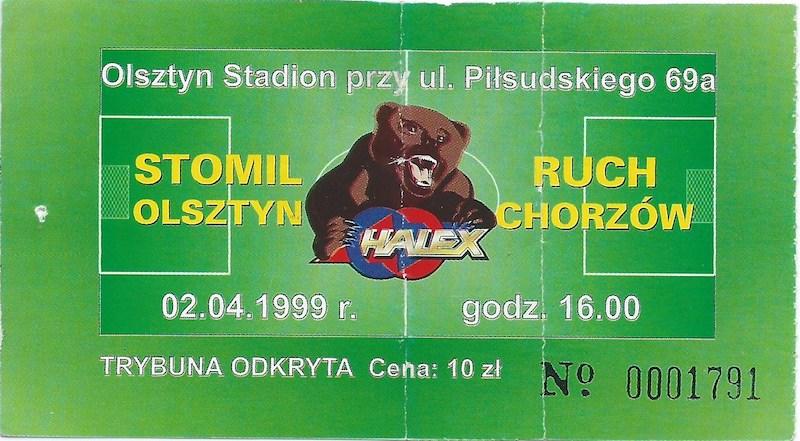 Olsztyn Stadion przy ul. Piłsudskiego 69a
STOMIL
OLSZTYN
RUCH
CHORZÓW
HALEX
02.04.1999 r. godz. 16.00
TRYBUNA ODKRYTA Cena: 10 zł
Nº 0001791